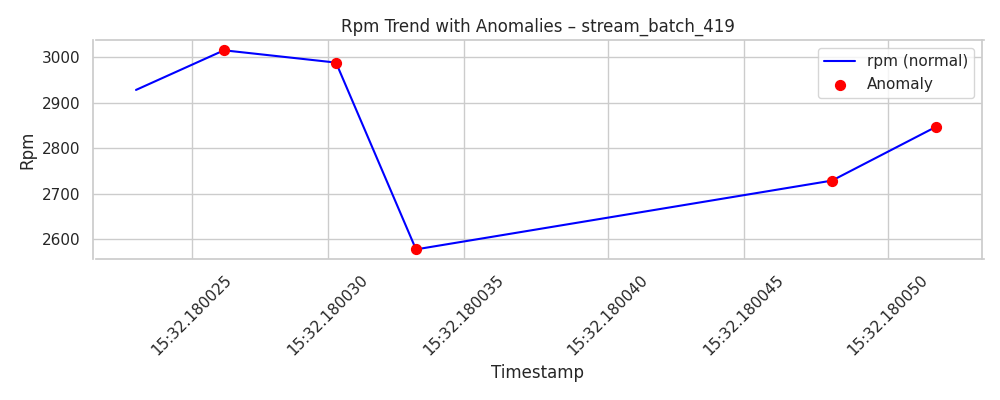 Rpm Trend with Anomalies – stream_batch_419
rpm (normal)
Anomaly
Rpm
3000
2900
2800
2700
2600
15:32.180025
15:32.180030
15:32.180035
15:32.180040
15:32.180045
15:32.180050
Timestamp